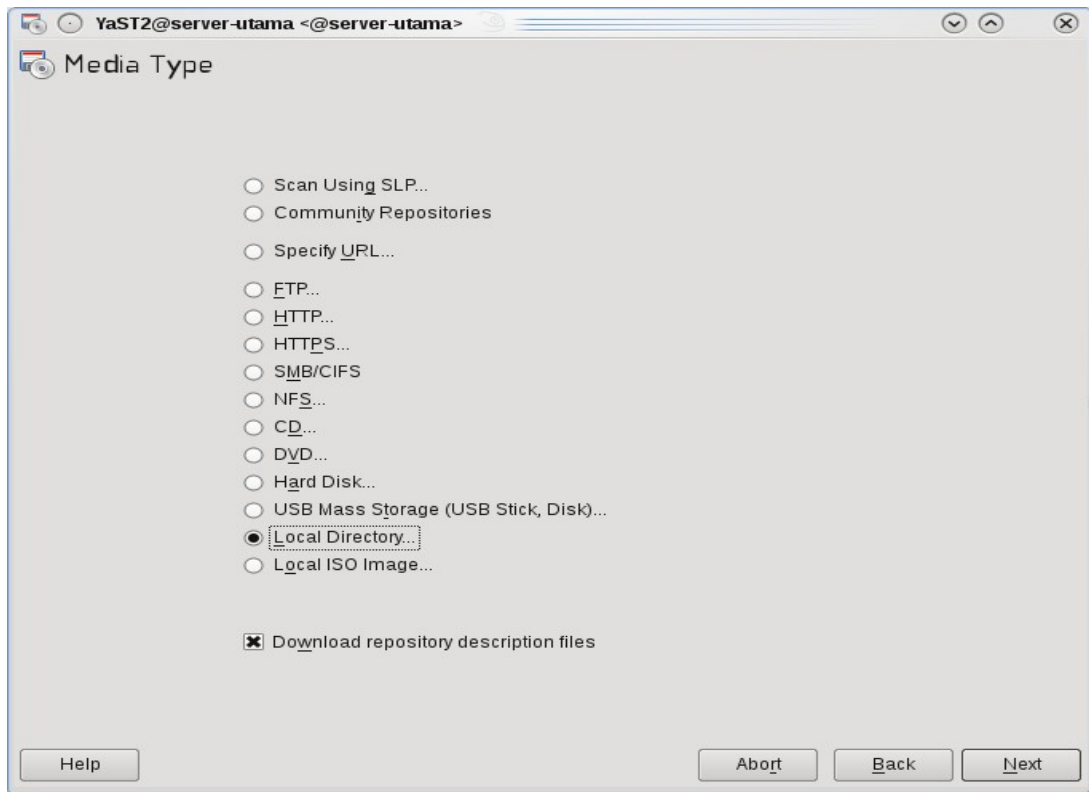 YaST2@server-utama <@server-utama>
Media Type
Scan Using SLP...
Community Repositories
Specify URL...
FTP...
HTTP...
HTTPS...
SMB/CIFS
NFS...
CD...
DVD...
Hard Disk...
USB Mass Storage (USB Stick, Disk)...
Local Directory...
Local ISO Image...
Download repository description files
Help
Abort
Back
Next